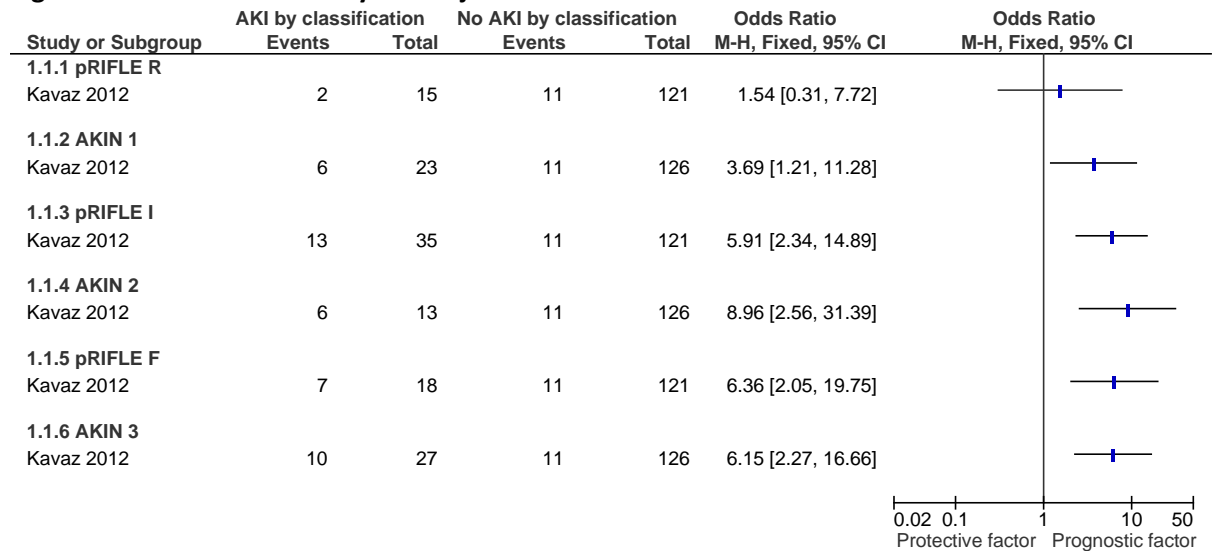 AKI by classification No AKI by classification Odds Ratio Odds Ratio
Study or Subgroup Events Total Events Total M-H, Fixed, 95% CI M-H, Fixed, 95% CI
1.1.1 pRIFLE R
Kavaz 2012 2 15 11 121 1.54 [0.31, 7.72]
1.1.2 AKIN 1
Kavaz 2012 6 23 11 126 3.69 [1.21, 11.28]
1.1.3 pRIFLE I
Kavaz 2012 13 35 11 121 5.91 [2.34, 14.89]
1.1.4 AKIN 2
Kavaz 2012 6 13 11 126 8.96 [2.56, 31.39]
1.1.5 pRIFLE F
Kavaz 2012 7 18 11 121 6.36 [2.05, 19.75]
1.1.6 AKIN 3
Kavaz 2012 10 27 11 126 6.15 [2.27, 16.66]
0.02 0.1 1 10 50
Protective factor Prognostic factor